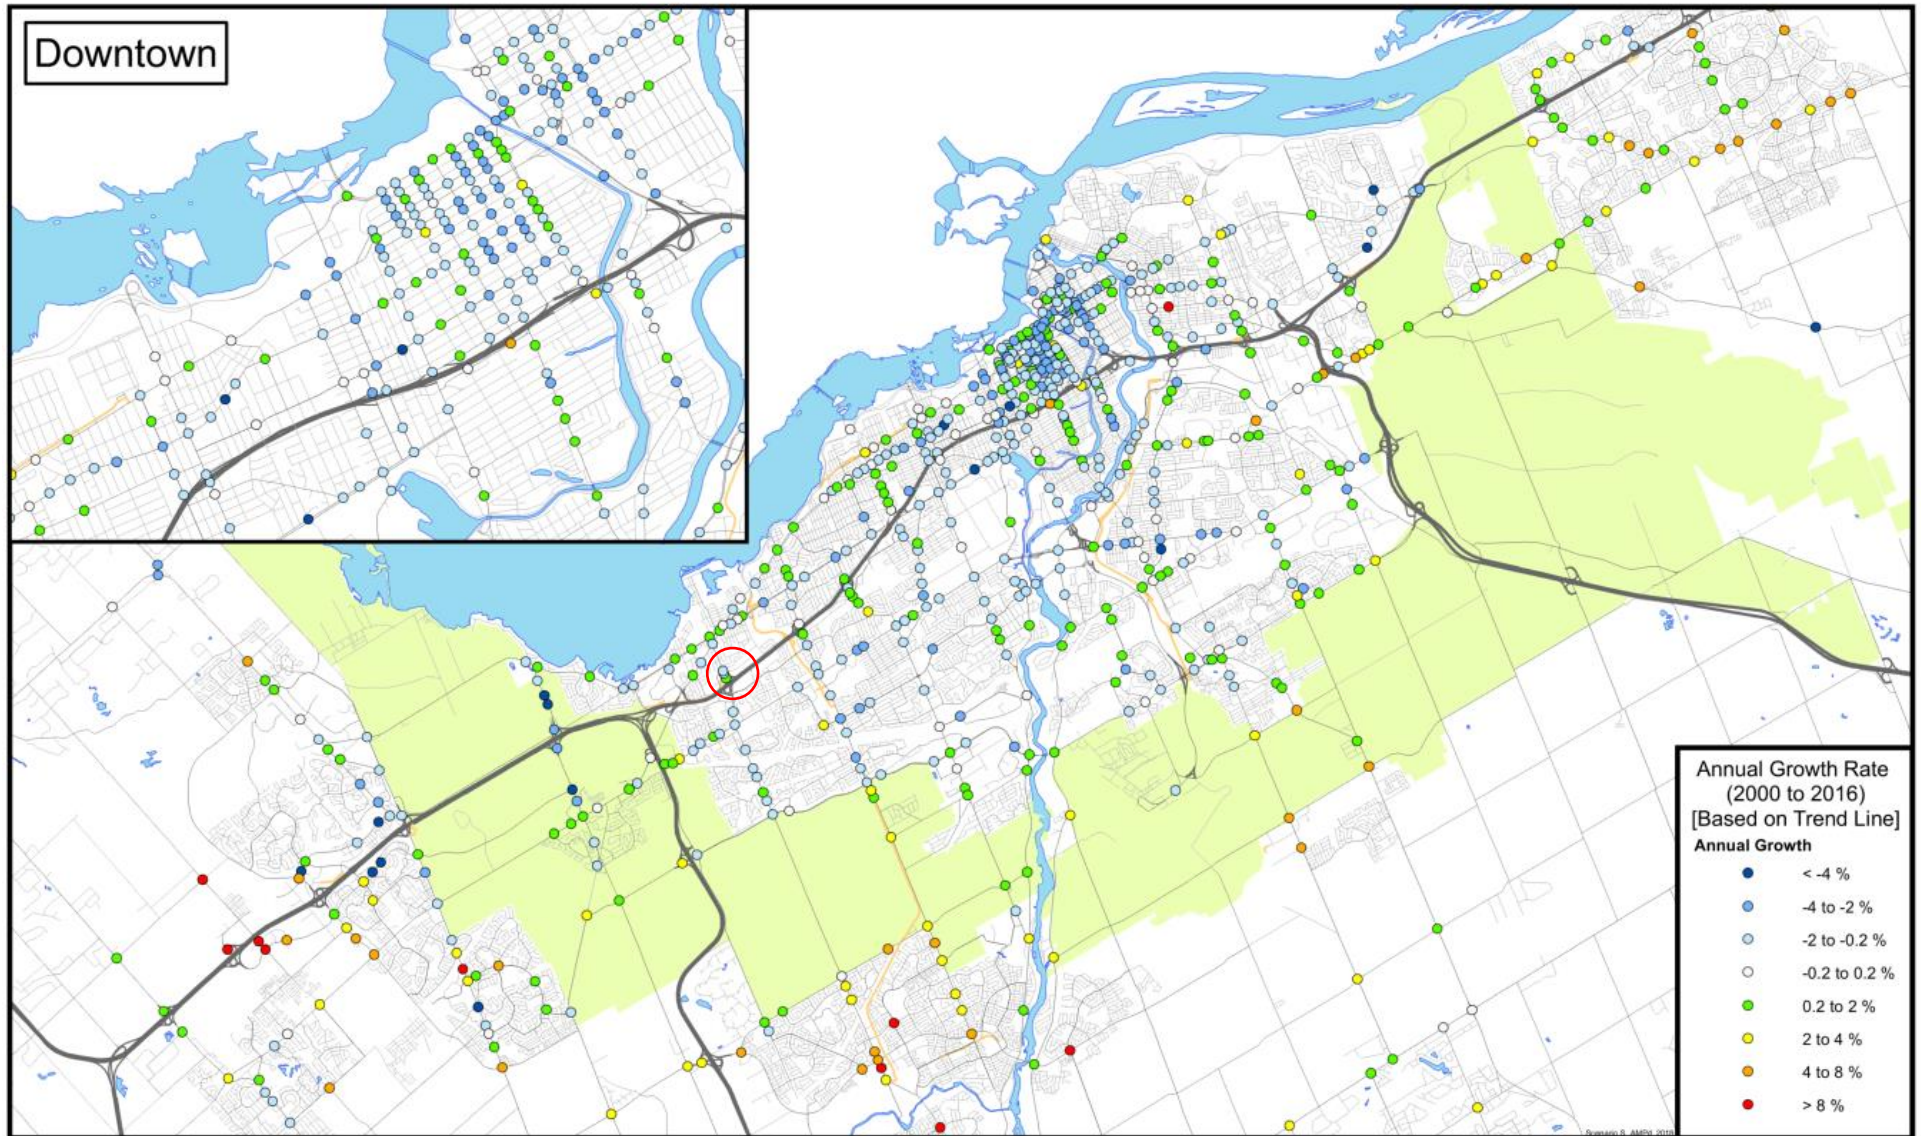 Downtown
Annual Growth Rate
(2000 to 2016)
[Based on Trend Line]
Annual Growth
< -4 %
-4 to -2 %
-2 to -0.2 %
-0.2 to 0.2 %
0.2 to 2 %
2 to 4 %
4 to 8 %
> 8 %